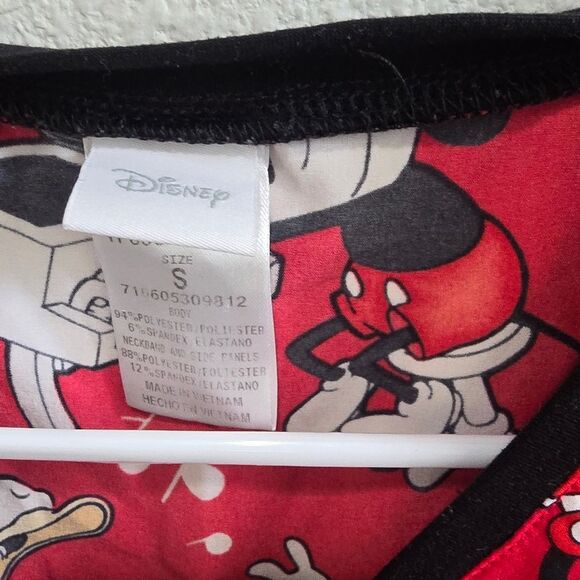 Disney
SIZE
S
716605309812
BODY
94%POLYESTER/POLIESTER
6%SPANDEX/ELASTANO
NECKBAND AND SIDE PANELS
88%POLYESTER/POLIESTER
12%SPANDEX/ELASTANO
MADE IN VIETNAM
HECHO EN VIETNAM